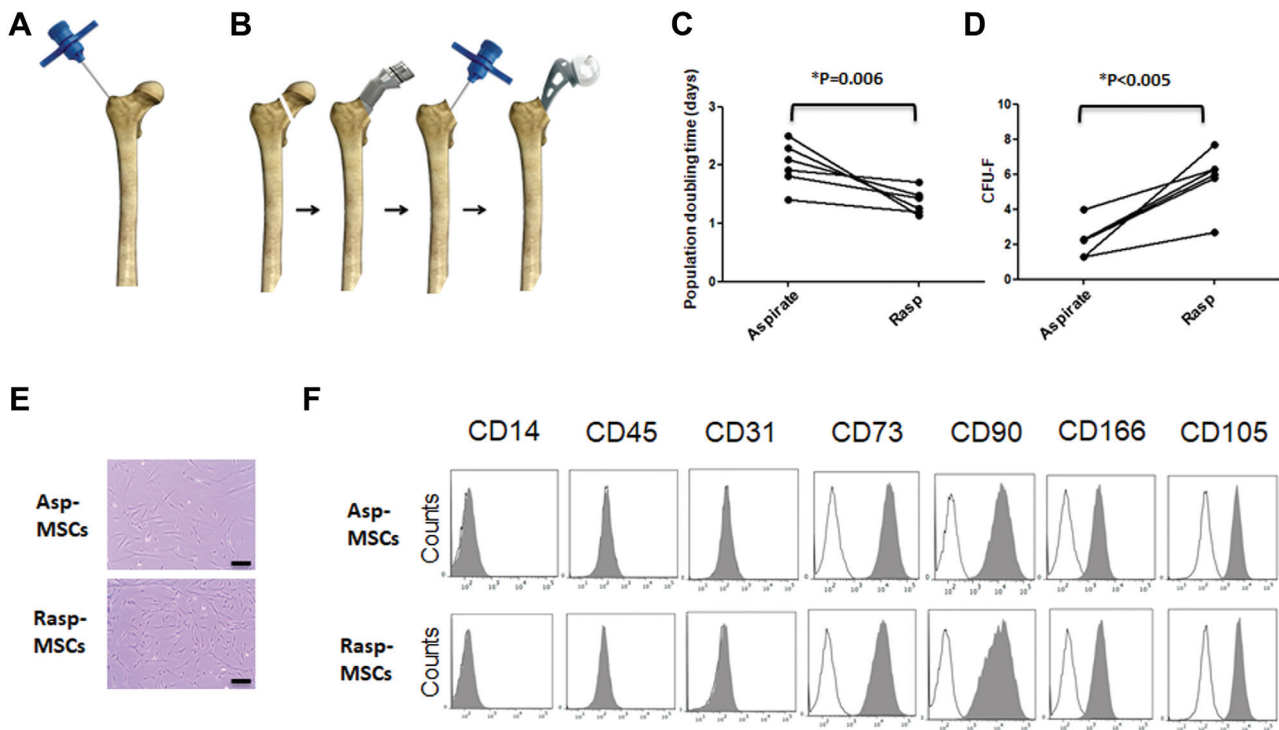 A
B
C
D
*P=0.006
Population doubling time (days)
3
2
1
0
Aspirate
Rasp
*P<0.005
CFU-F
10
8
6
4
2
0
Aspirate
Rasp
E
Asp-
MSCs
Rasp-
MSCs
F
CD14 CD45 CD31 CD73 CD90 CD166 CD105
Asp-
MSCs
Counts
Rasp-
MSCs
Counts